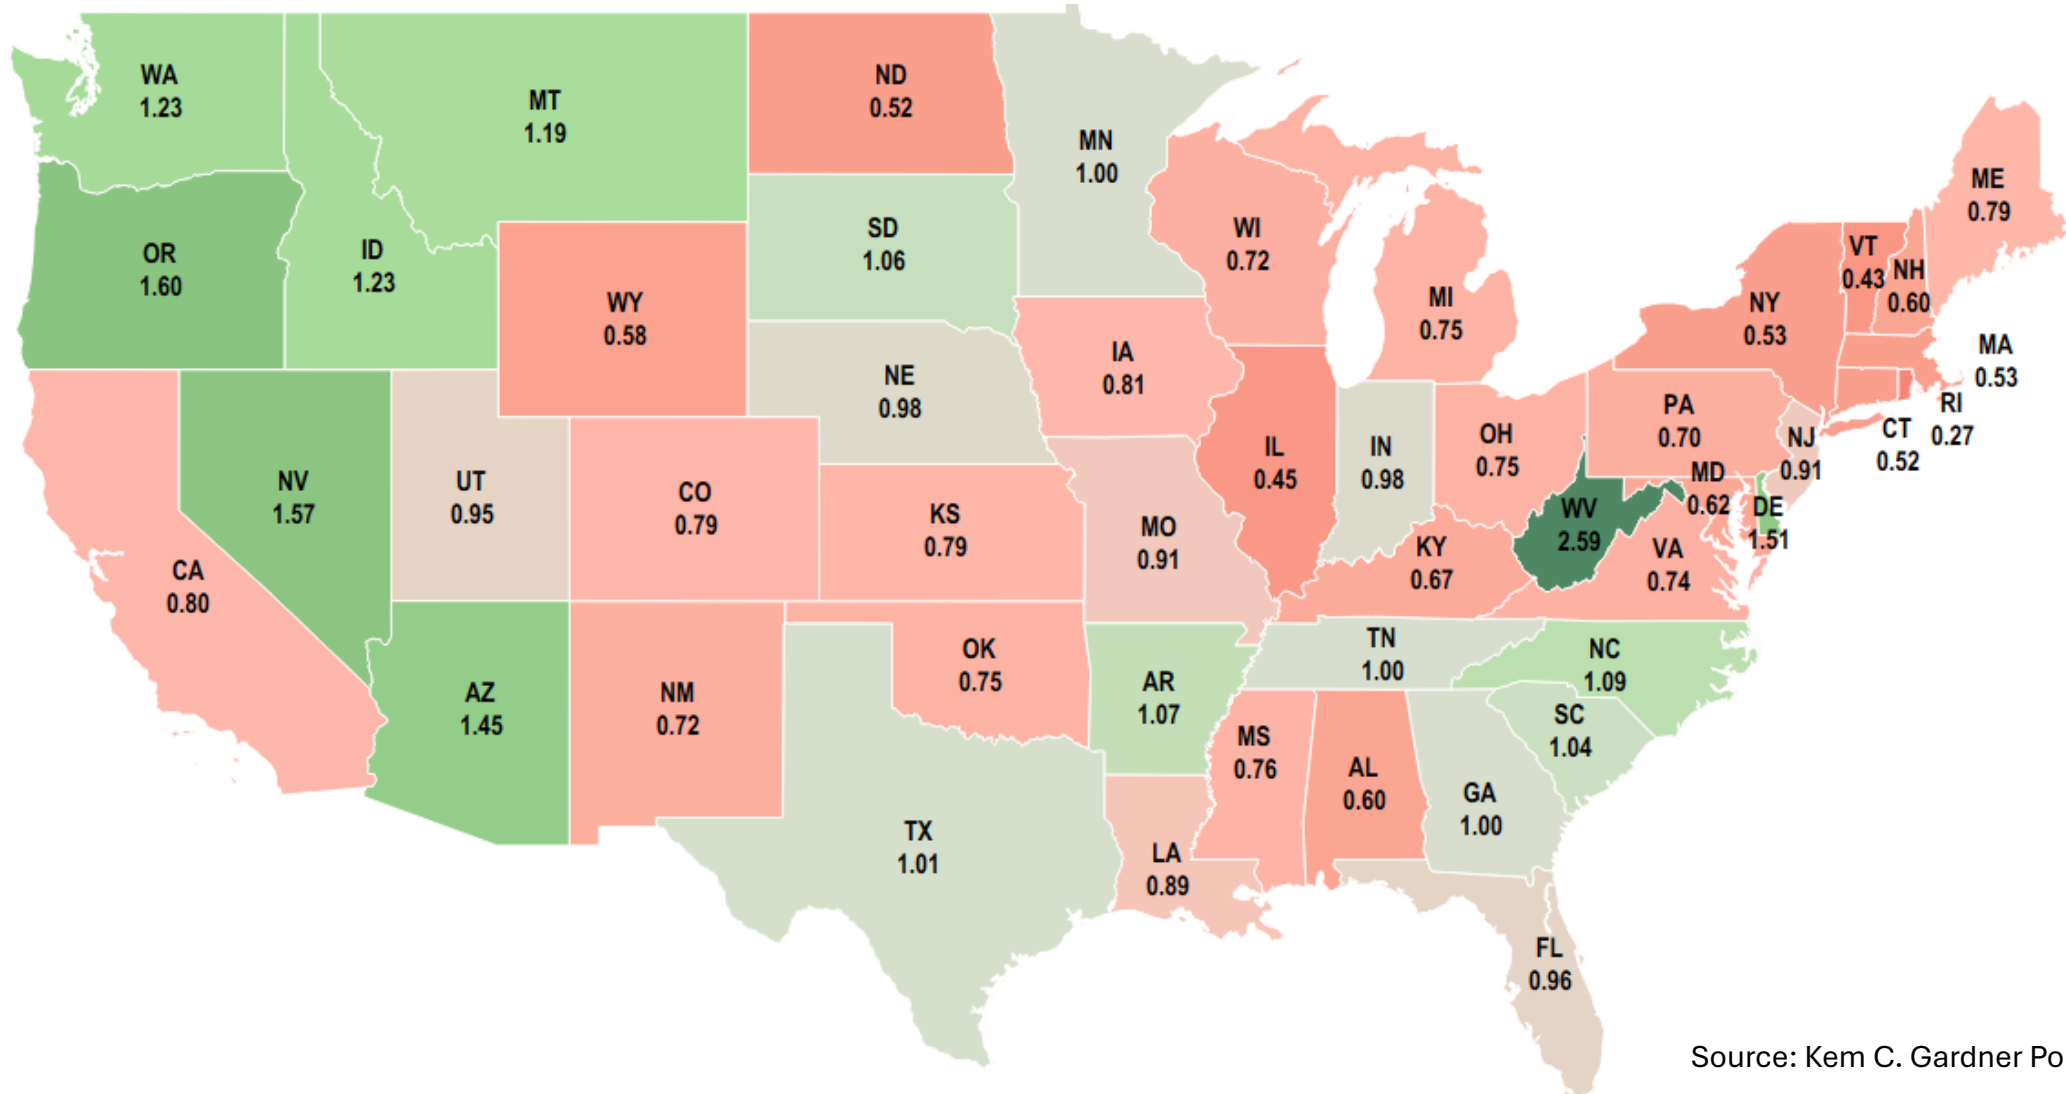 WA
1.23
MT
1.19
ND
0.52
MN
1.00
OR
1.60
ID
1.23
WY
0.58
SD
1.06
WI
0.72
MI
0.75
ME
0.79
VT
0.43
NH
0.60
NY
0.53
MA
0.53
RI
0.27
CT
0.52
NE
0.98
IA
0.81
PA
0.70
NJ
0.91
NV
1.57
UT
0.95
CO
0.79
KS
0.79
MO
0.91
IL
0.45
IN
0.98
OH
0.75
WV
2.59
MD
0.62
DE
1.51
VA
0.74
KY
0.67
CA
0.80
AZ
1.45
NM
0.72
OK
0.75
AR
1.07
TN
1.00
NC
1.09
SC
1.04
MS
0.76
AL
0.60
GA
1.00
TX
1.01
LA
0.89
FL
0.96
Source: Kem C. Gardner Po